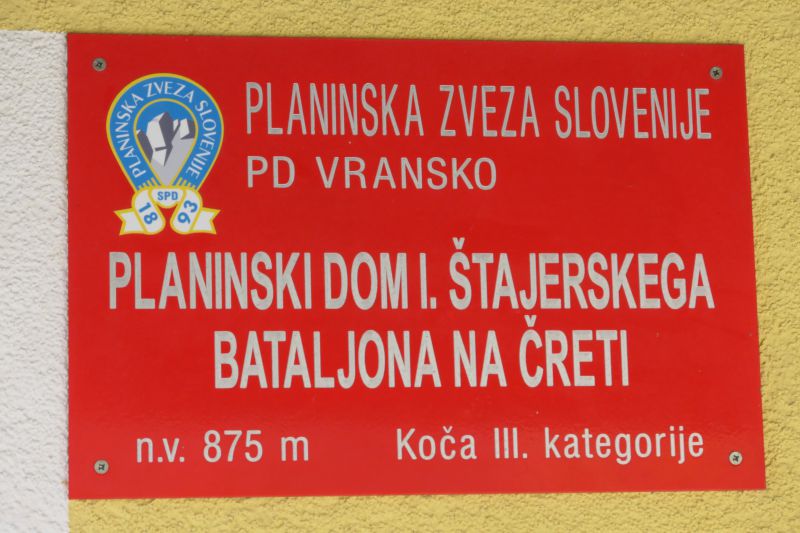 PLANINSKA ZVEZA SLOVENIJE
SPD
18 93
PLANINSKA ZVEZA SLOVENIJE
PD VRANSKO
PLANINSKI DOM I. ŠTAJERSKEGA
BATALJONA NA ČRETI
n.v. 875 m Koča III. kategorije